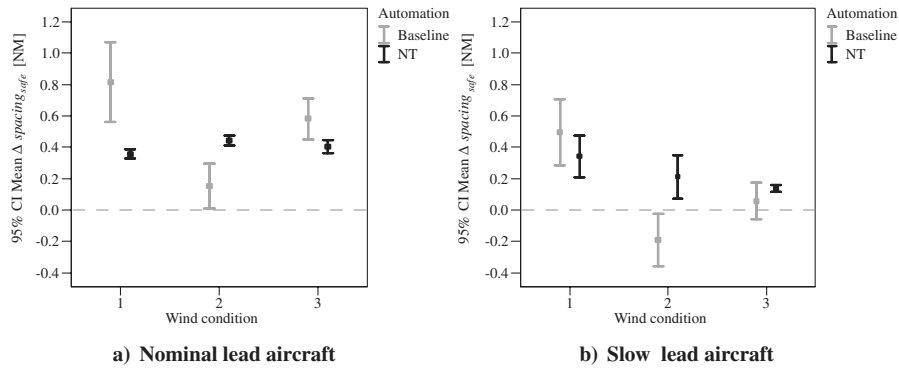 Automation
Baseline
NT
95% CI Mean Δ spacing_safe [NM]
1.2
1.0
0.8
0.6
0.4
0.2
0.0
-0.2
-0.4
1
2
3
Wind condition
a) Nominal lead aircraft
Automation
Baseline
NT
95% CI Mean Δ spacing safe [NM]
1.2
1.0
0.8
0.6
0.4
0.2
0.0
-0.2
-0.4
1
2
3
Wind condition
b) Slow lead aircraft